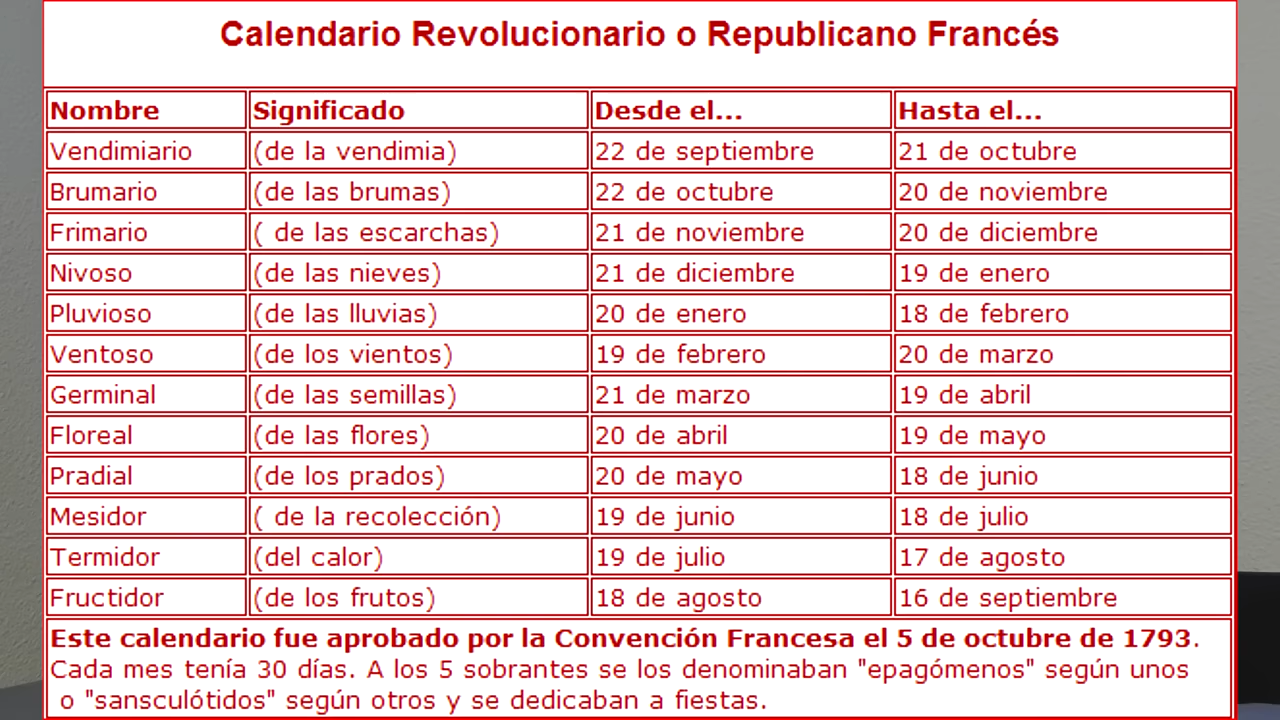 Calendario Revolucionario o Republicano Francés
Nombre Significado Desde el... Hasta el...
Vendimiario (de la vendimia) 22 de septiembre 21 de octubre
Brumario (de las brumas) 22 de octubre 20 de noviembre
Frimario ( de las escarchas) 21 de noviembre 20 de diciembre
Nivoso (de las nieves) 21 de diciembre 19 de enero
Pluvioso (de las lluvias) 20 de enero 18 de febrero
Ventoso (de los vientos) 19 de febrero 20 de marzo
Germinal (de las semillas) 21 de marzo 19 de abril
Floreal (de las flores) 20 de abril 19 de mayo
Pradial (de los prados) 20 de mayo 18 de junio
Mesidor ( de la recolección) 19 de junio 18 de julio
Termidor (del calor) 19 de julio 17 de agosto
Fructidor (de los frutos) 18 de agosto 16 de septiembre
Este calendario fue aprobado por la Convención Francesa el 5 de octubre de 1793.
Cada mes tenía 30 días. A los 5 sobrantes se los denominaban "epagómenos" según unos
o "sansculótidos" según otros y se dedicaban a fiestas.